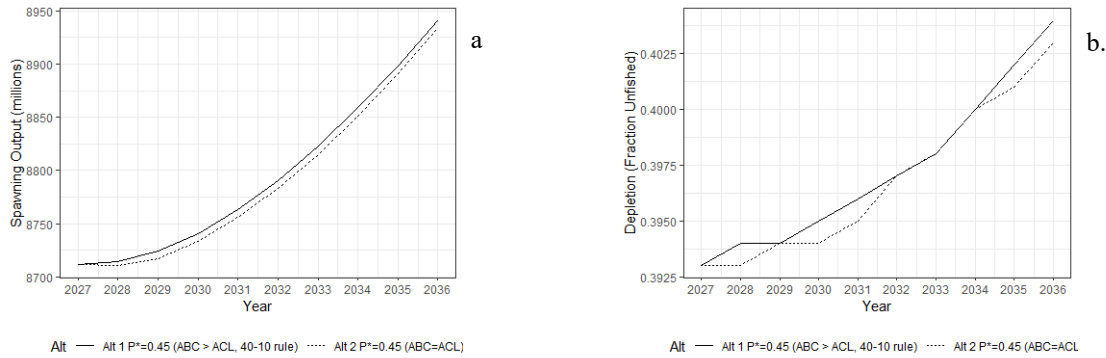 8950
8900
8850
8800
8750
8700
Spawning Output (millions)
2027 2028 2029 2030 2031 2032 2033 2034 2035 2036
Year
Alt Alt 1 P*=0.45 (ABC > ACL, 40-10 rule) Alt 2 P*=0.45 (ABC=ACL)
a
0.4025
0.4000
0.3975
0.3950
0.3925
Depletion (Fraction Unfished)
2027 2028 2029 2030 2031 2032 2033 2034 2035 2036
Year
Alt Alt 1 P*=0.45 (ABC > ACL, 40-10 rule) Alt 2 P*=0.45 (ABC=ACL
b.